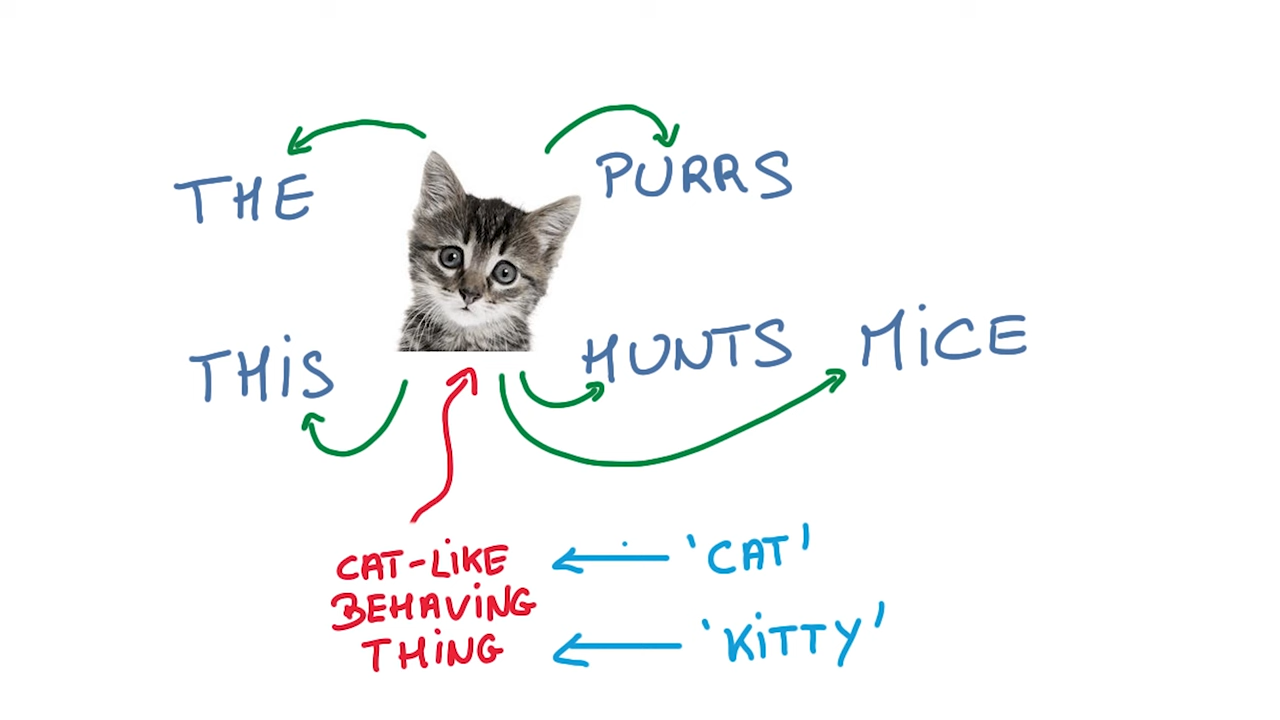 THE PURRS
THIS HUNTS MICE
CAT-LIKE
BEHAVING
THING
'CAT'
'KITTY'